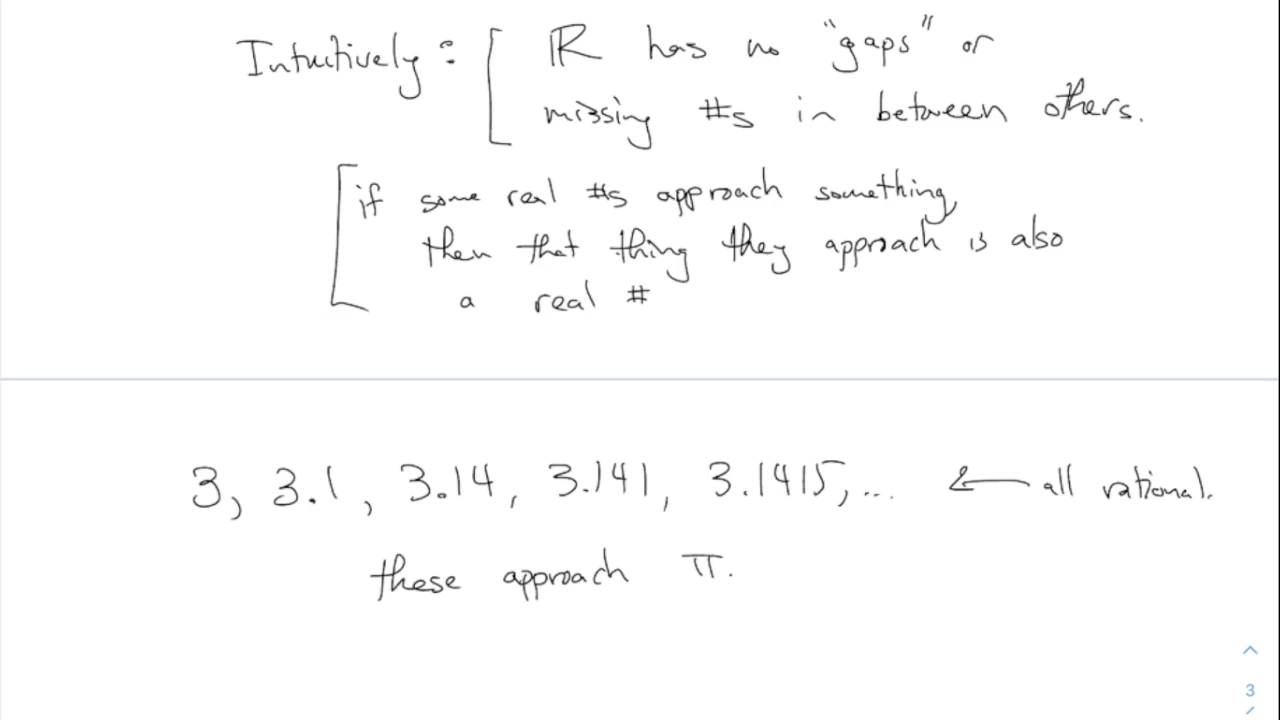 Intuitively: ℝ has no "gaps" or
missing #s in between others.
if some real #s approach something,
then that thing they approach is also
a real #
3, 3.1, 3.14, 3.141, 3.1415,... ← all rational.
these approach π.
3